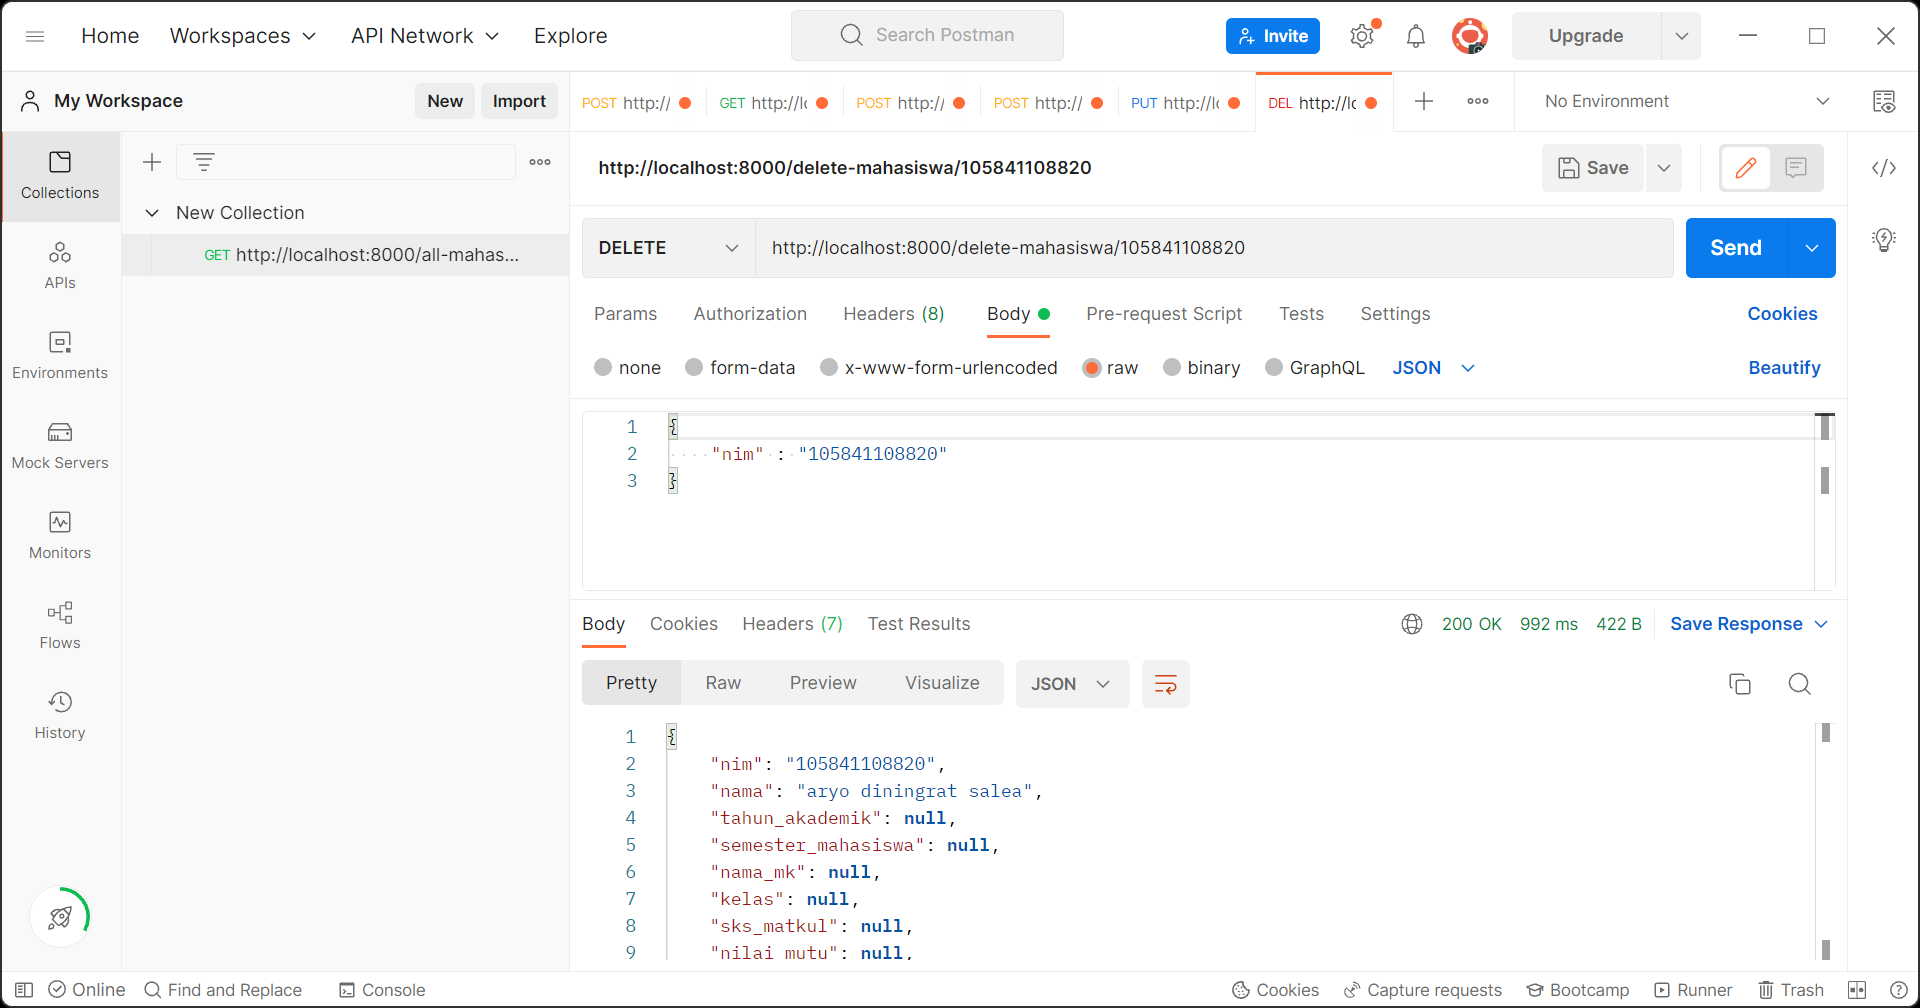 Home Workspaces API Network Explore Search Postman Invite Upgrade
My Workspace New Import POST http:// GET http://lo POST http:// POST http:// PUT http://lo DEL http://lo No Environment
Collections
APIs
Environments
Mock Servers
Monitors
Flows
History
New Collection
GET http://localhost:8000/all-mahas...
http://localhost:8000/delete-mahasiswa/105841108820 Save
DELETE http://localhost:8000/delete-mahasiswa/105841108820 Send
Params Authorization Headers (8) Body Pre-request Script Tests Settings Cookies
none form-data x-www-form-urlencoded raw binary GraphQL JSON Beautify
1 {
2 "nim" : "105841108820"
3 }
Body Cookies Headers (7) Test Results 200 OK 992 ms 422 B Save Response
Pretty Raw Preview Visualize JSON
1 {
2 "nim": "105841108820",
3 "nama": "aryo diningrat salea",
4 "tahun_akademik": null,
5 "semester_mahasiswa": null,
6 "nama_mk": null,
7 "kelas": null,
8 "sks_matkul": null,
9 "nilai_mutu": null,
Online Find and Replace Console Cookies Capture requests Bootcamp Runner Trash